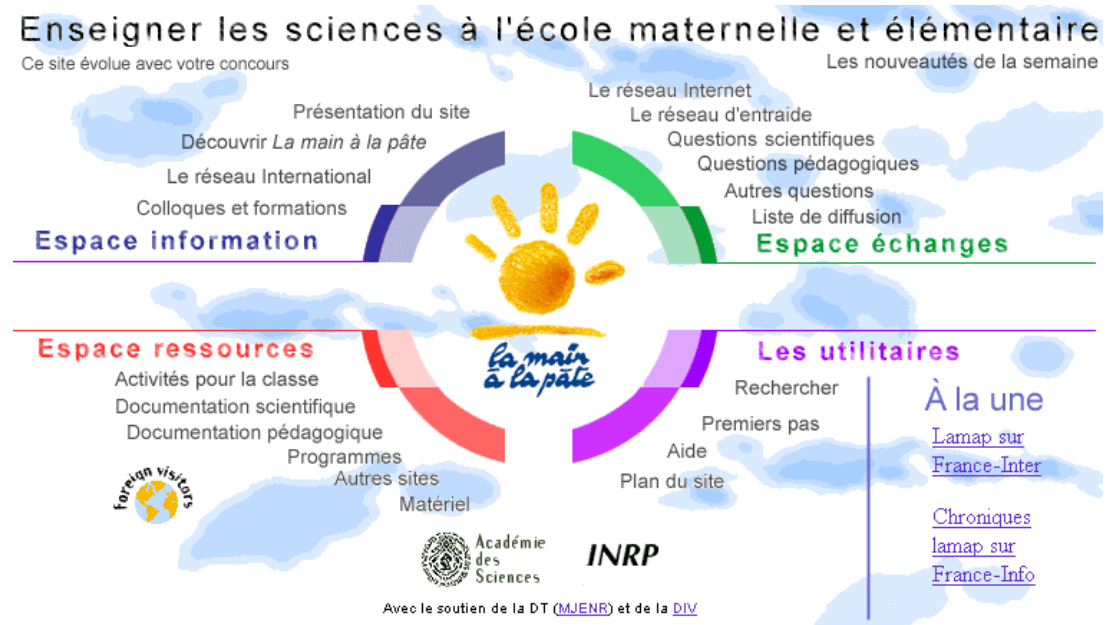 Enseigner les sciences à l'école maternelle et élémentaire
Ce site évolue avec votre concours
Les nouveautés de la semaine
Présentation du site
Découvrir La main à la pâte
Le réseau International
Colloques et formations
Espace information
Le réseau Internet
Le réseau d'entraide
Questions scientifiques
Questions pédagogiques
Autres questions
Liste de diffusion
Espace échanges
la main
à la pâte
Espace ressources
Activités pour la classe
Documentation scientifique
Documentation pédagogique
Programmes
Autres sites
Matériel
foreign visitors
Les utilitaires
Rechercher
Premiers pas
Aide
Plan du site
À la une
Lamap sur
France-Inter
Chroniques
lamap sur
France-Info
Académie
des
Sciences
INRP
Avec le soutien de la DT (MJENR) et de la DIV